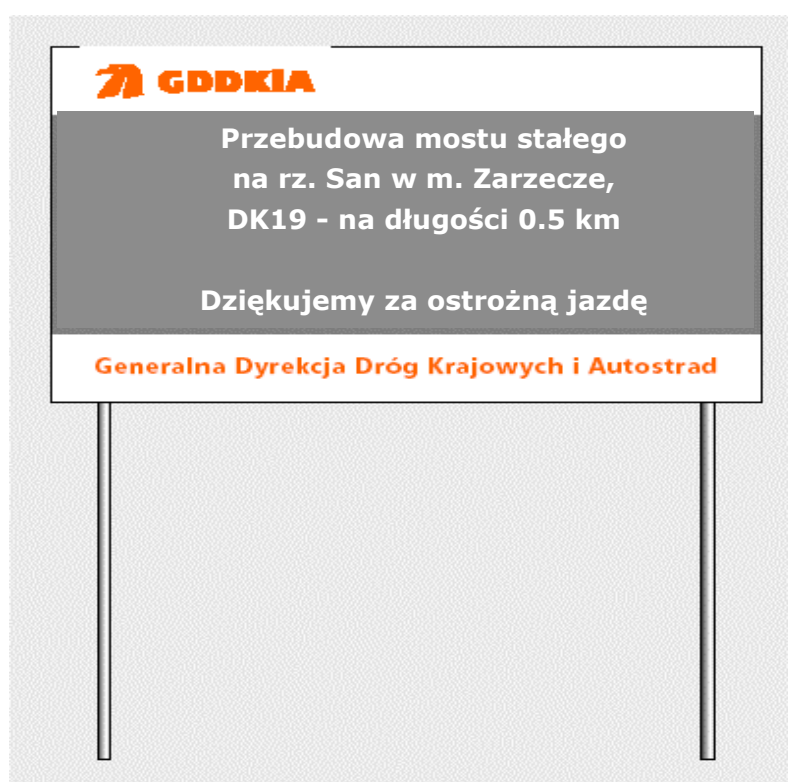 GDDKiA
Przebudowa mostu stałego
na rz. San w m. Zarzecze,
DK19 - na długości 0.5 km
Dziękujemy za ostrożną jazdę
Generalna Dyrekcja Dróg Krajowych i Autostrad